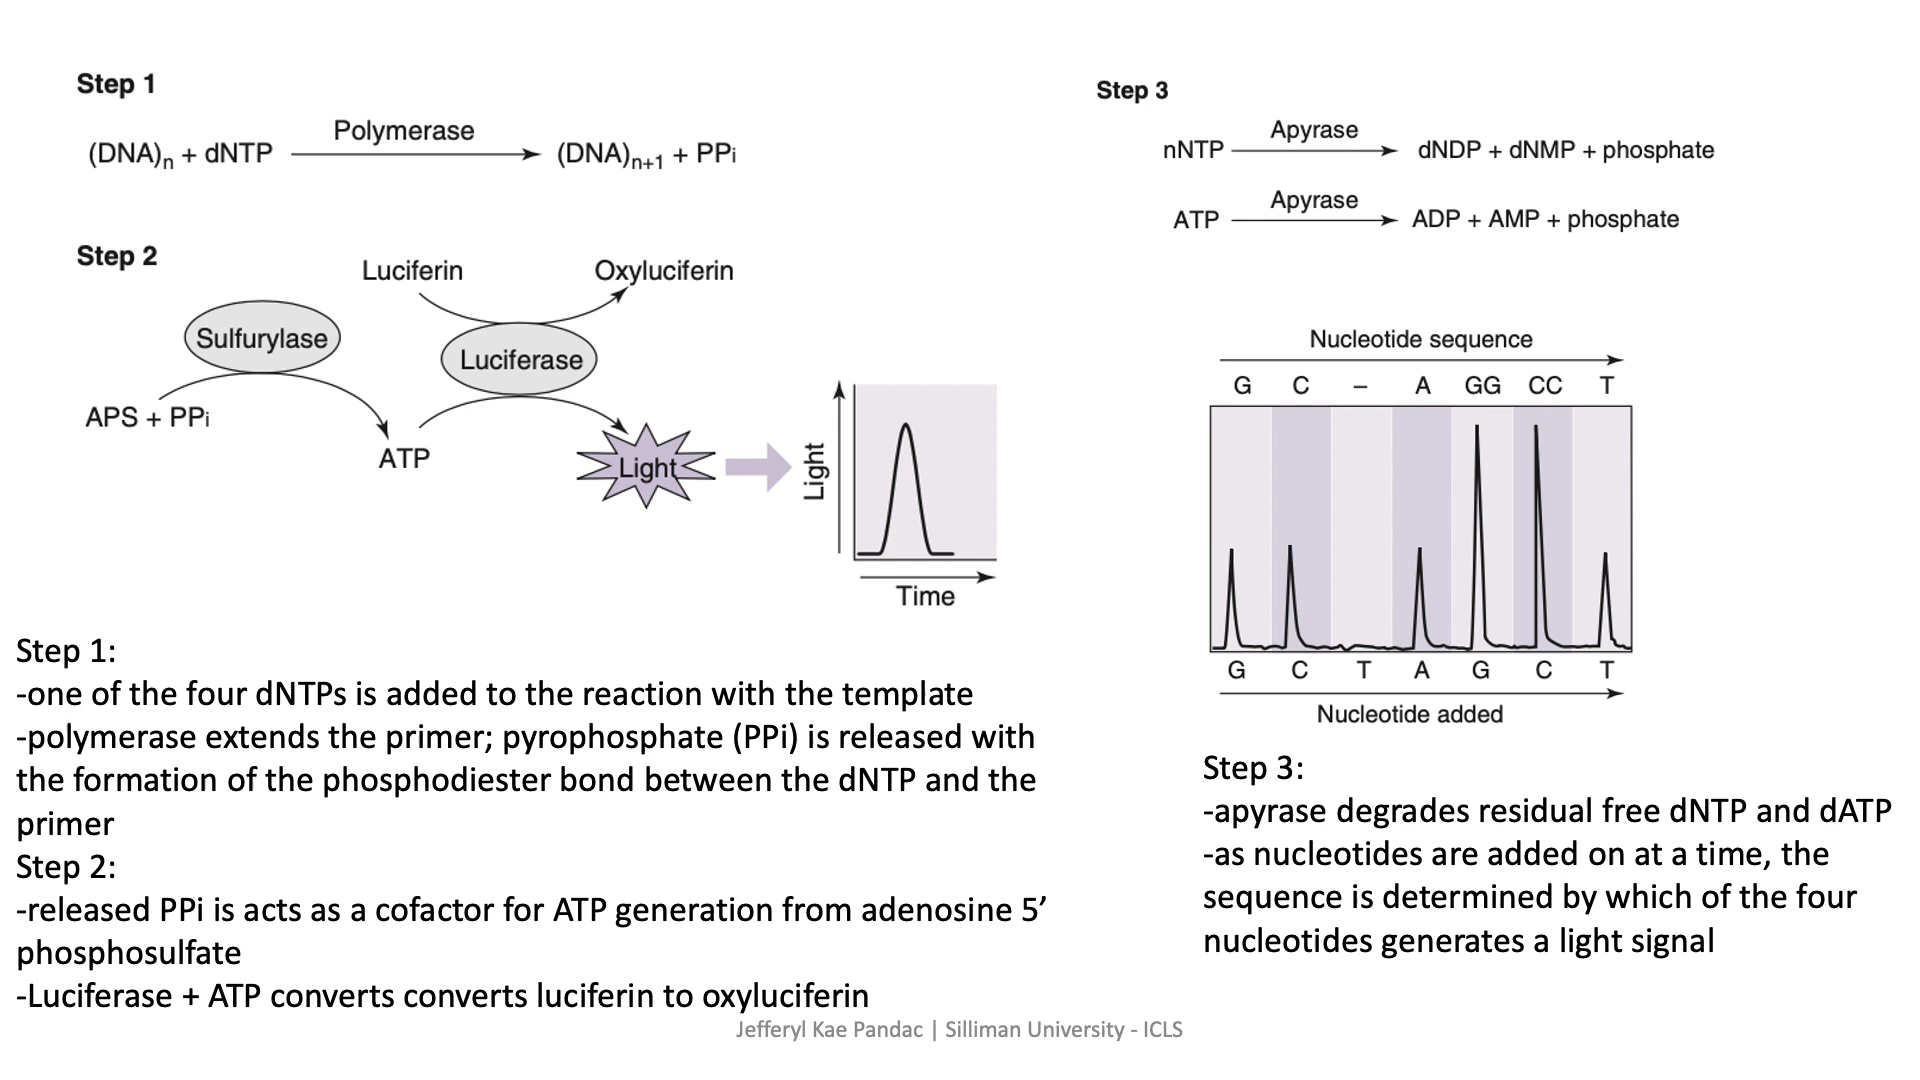 Step 1
Polymerase
(DNA)n + dNTP
(DNA)n+1 + PPi
Step 2
Luciferin
Oxyluciferin
Sulfurylase
Luciferase
APS + PPi
ATP
Light
Light
Time
Step 3
Apyrase
nNTP
dNDP + dNMP + phosphate
Apyrase
ATP
ADP + AMP + phosphate
Nucleotide sequence
G C – A GG CC T
G C T A G C T
Nucleotide added
Step 1:
-one of the four dNTPs is added to the reaction with the template
-polymerase extends the primer; pyrophosphate (PPi) is released with
the formation of the phosphodiester bond between the dNTP and the
primer
Step 2:
-released PPi is acts as a cofactor for ATP generation from adenosine 5’
phosphosulfate
-Luciferase + ATP converts converts luciferin to oxyluciferin
Step 3:
-apyrase degrades residual free dNTP and dATP
-as nucleotides are added on at a time, the
sequence is determined by which of the four
nucleotides generates a light signal
Jefferyl Kae Pandac | Silliman University - ICLS